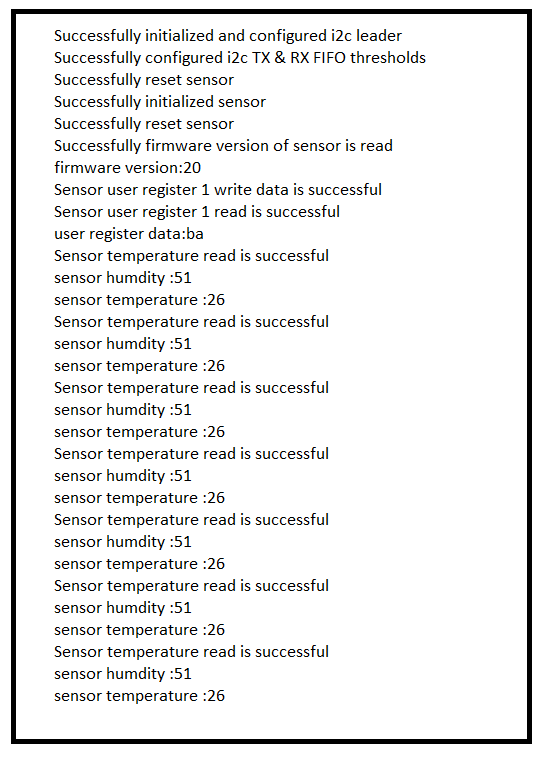 Successfully initialized and configured i2c leader
Successfully configured i2c TX & RX FIFO thresholds
Successfully reset sensor
Successfully initialized sensor
Successfully reset sensor
Successfully firmware version of sensor is read
firmware version:20
Sensor user register 1 write data is successful
Sensor user register 1 read is successful
user register data:ba
Sensor temperature read is successful
sensor humdity :51
sensor temperature :26
Sensor temperature read is successful
sensor humdity :51
sensor temperature :26
Sensor temperature read is successful
sensor humdity :51
sensor temperature :26
Sensor temperature read is successful
sensor humdity :51
sensor temperature :26
Sensor temperature read is successful
sensor humdity :51
sensor temperature :26
Sensor temperature read is successful
sensor humdity :51
sensor temperature :26
Sensor temperature read is successful
sensor humdity :51
sensor temperature :26